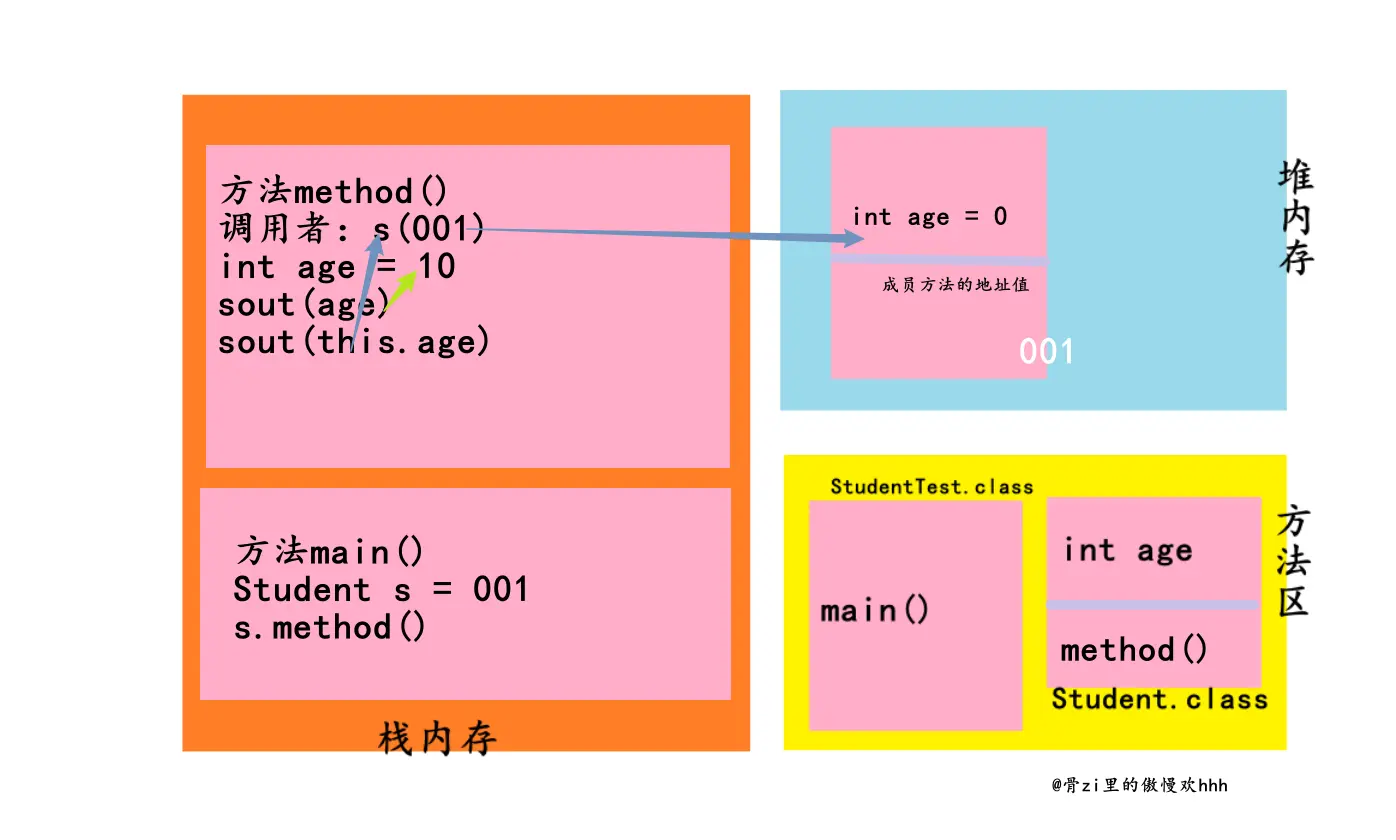 方法method()
调用者：s(001)
int age = 10
sout(age)
sout(this.age)
方法main()
Student s = 001
s.method()
栈内存
int age = 0
成员方法的地址值
001
堆内存
StudentTest.class
main()
int age
method()
Student.class
方法区
@骨zi里的傲慢欢hhh